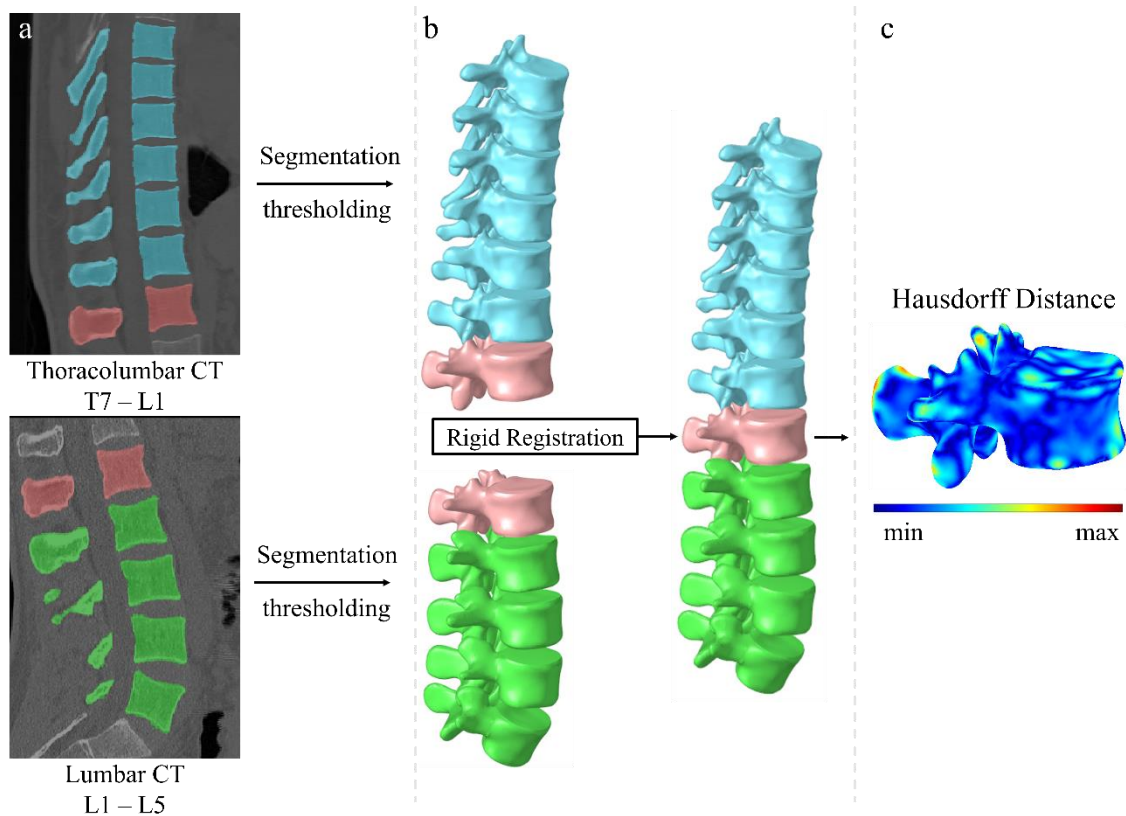 a
b
c
Segmentation
thresholding
Thoracolumbar CT
T7 – L1
Rigid Registration
Hausdorff Distance
min
max
Segmentation
thresholding
Lumbar CT
L1 – L5